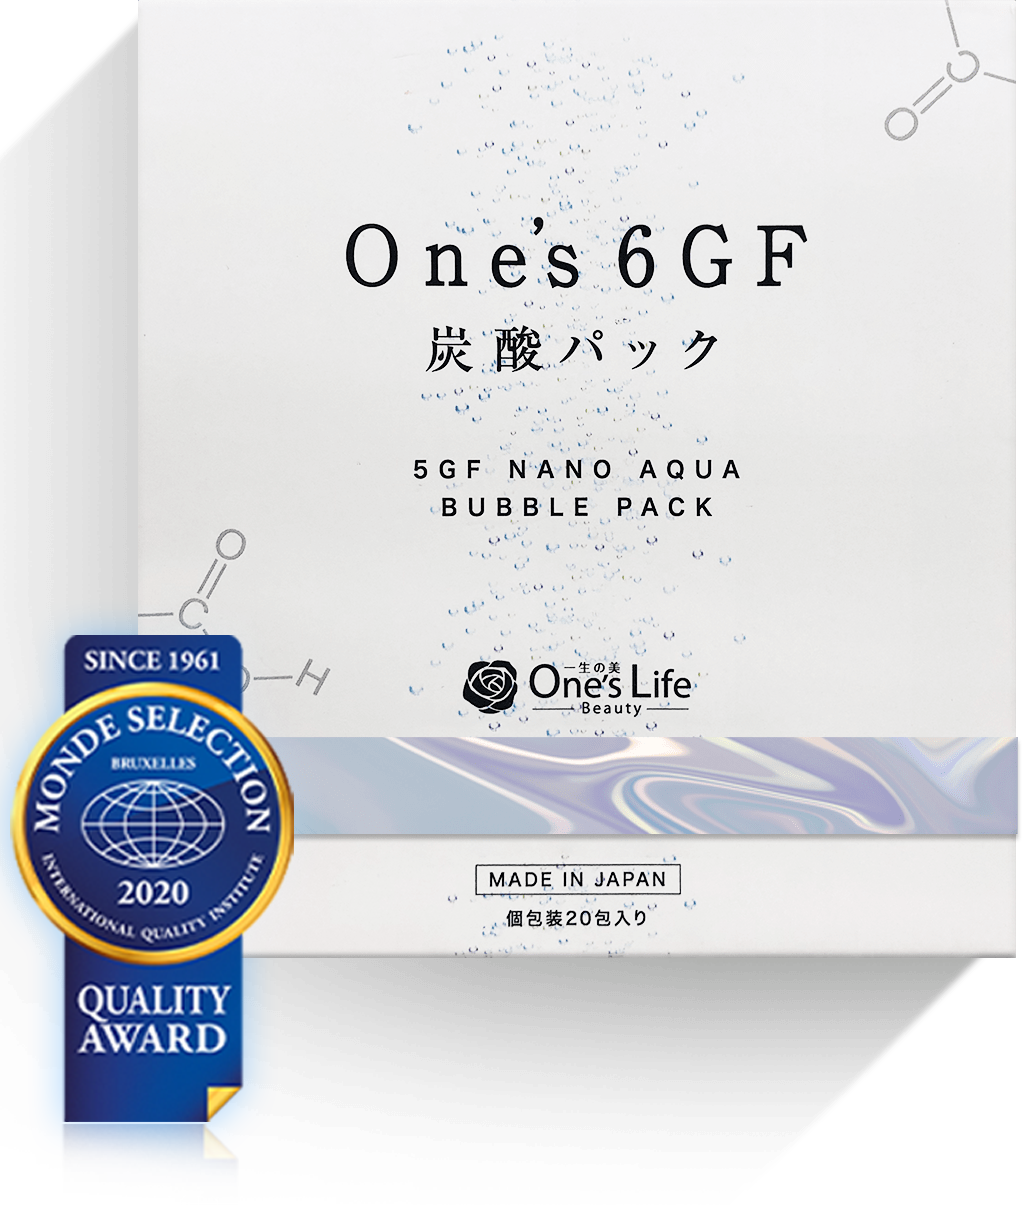 One's 6GF
炭酸パック
5GF NANO AQUA
BUBBLE PACK
一生の美
One's Life
Beauty
MADE IN JAPAN
個包装20包入り
O
C
O
C
O
H
SINCE 1961
MONDE SELECTION
BRUXELLES
2020
INTERNATIONAL QUALITY INSTITUTE
QUALITY
AWARD